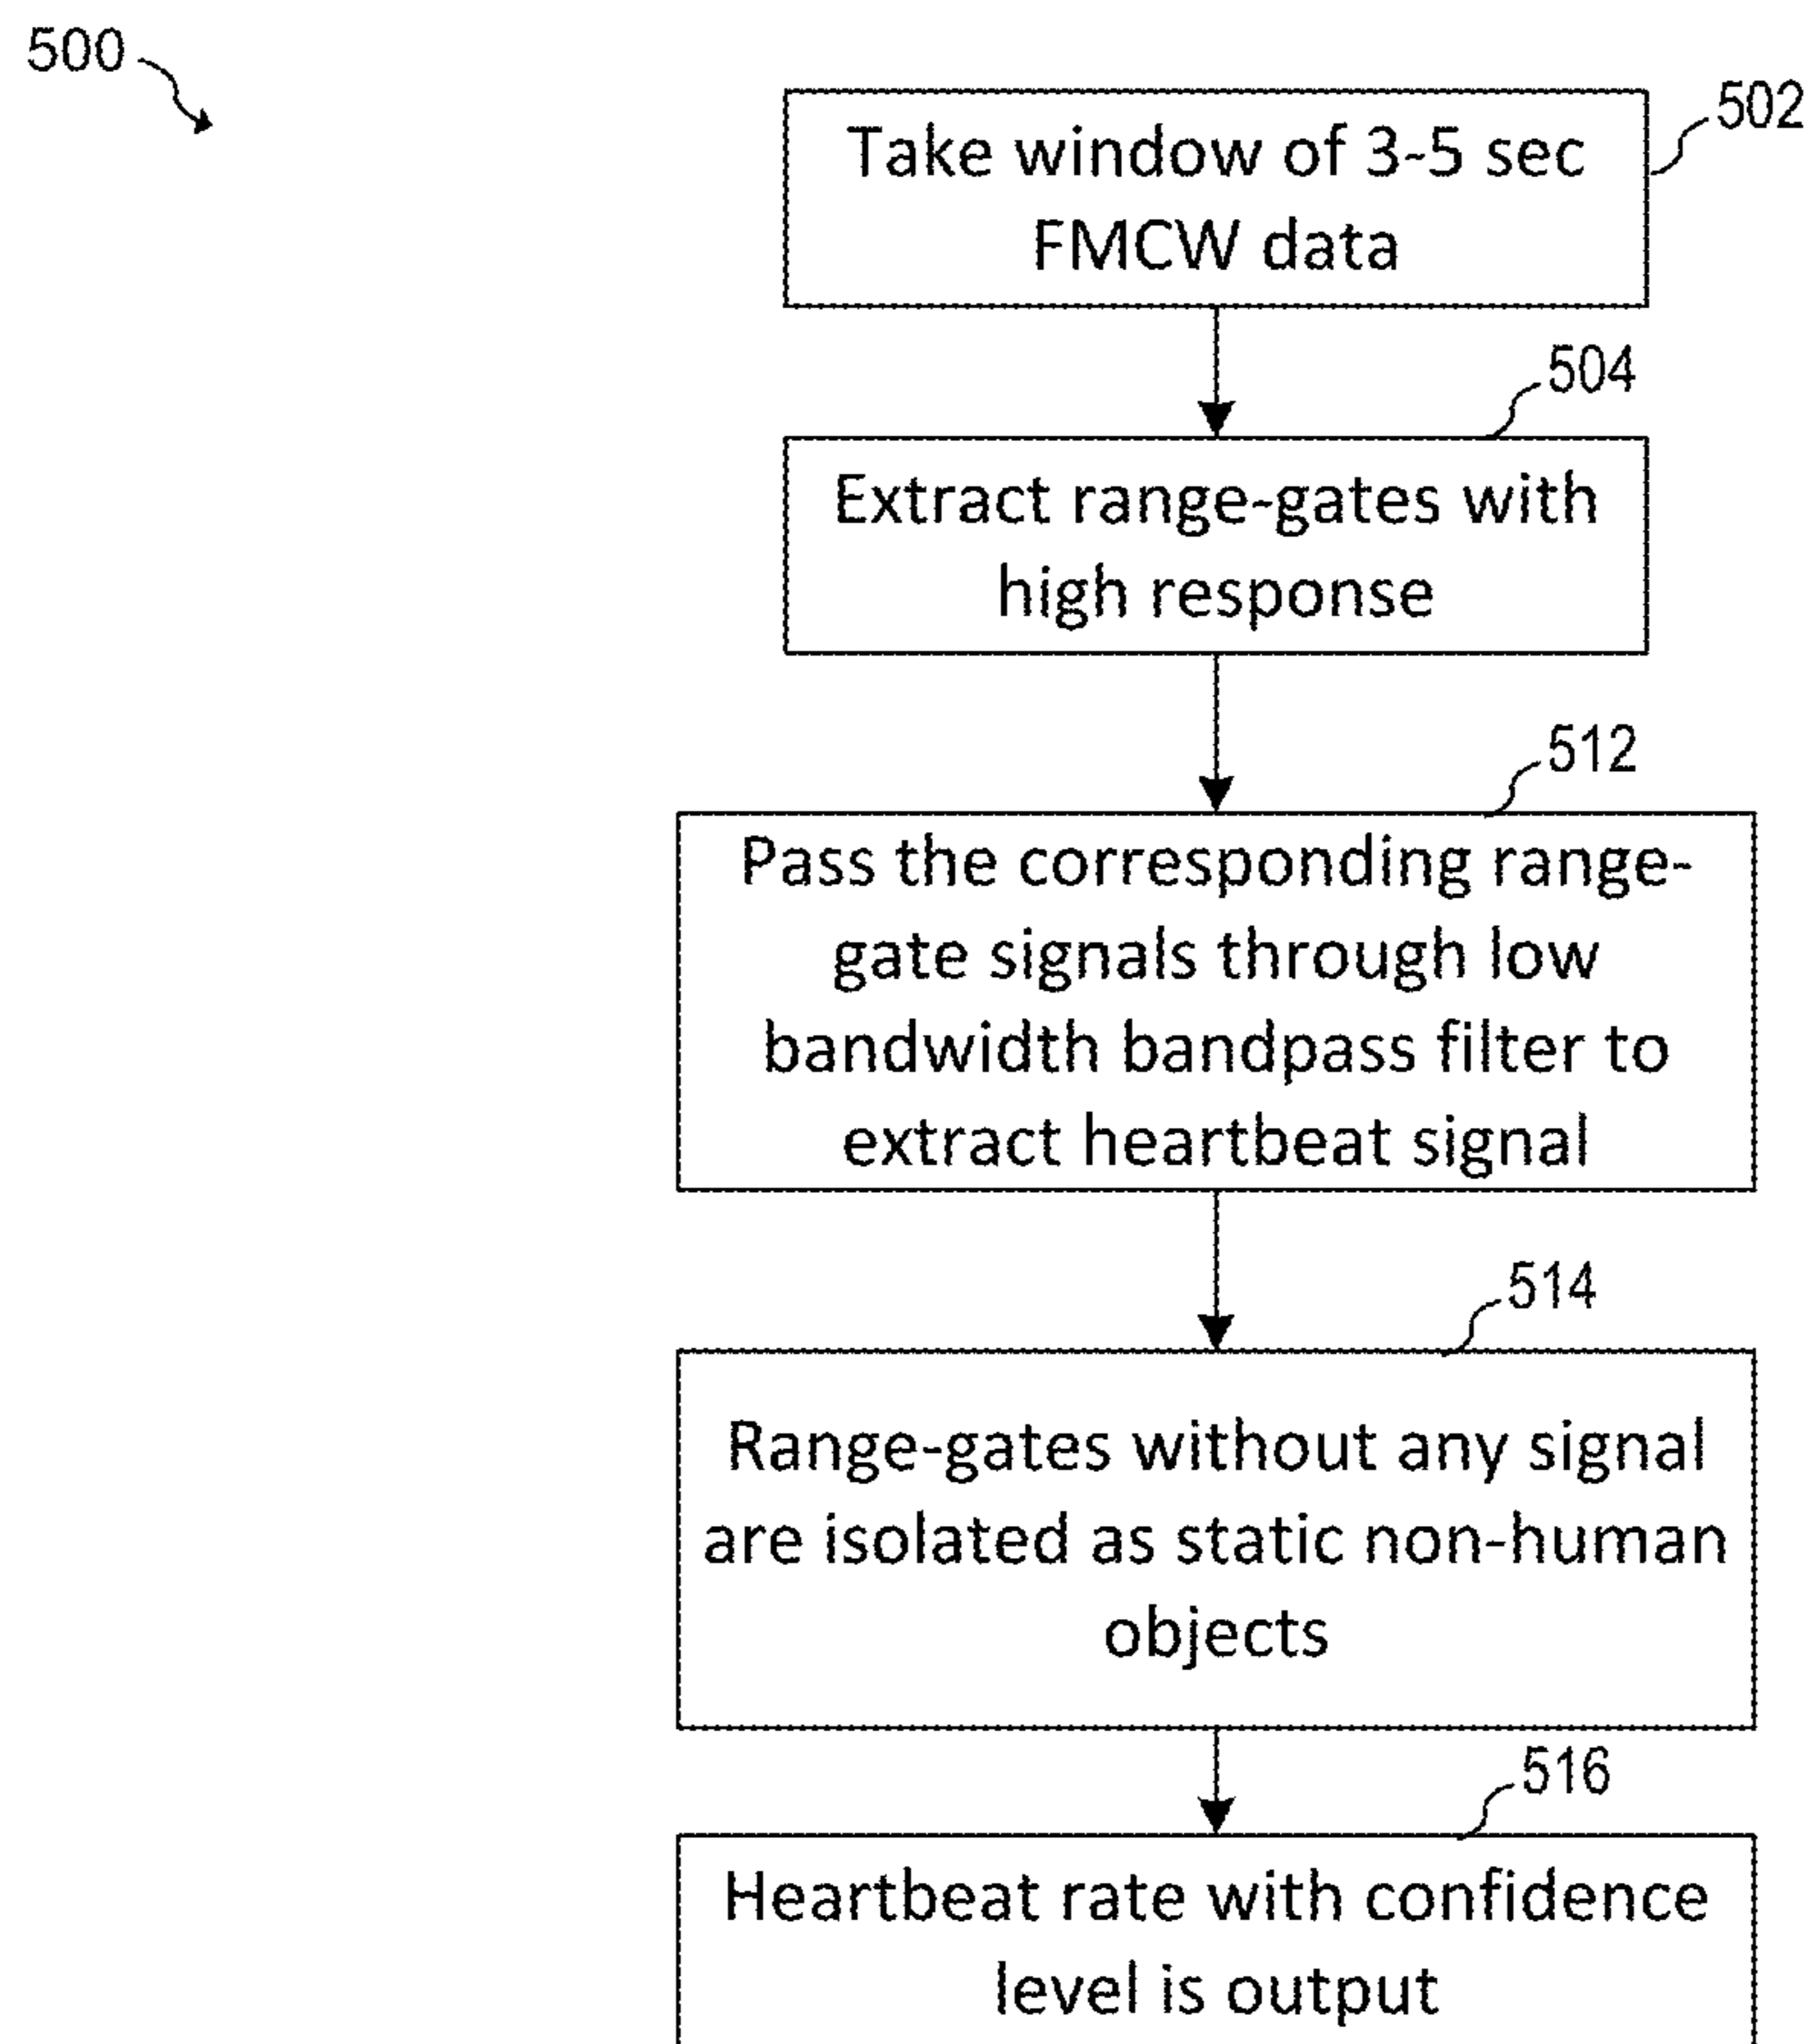 500
502
Take window of 3-5 sec
FMCW data
504
Extract range-gates with
high response
512
Pass the corresponding range-
gate signals through low
bandwidth bandpass filter to
extract heartbeat signal
514
Range-gates without any signal
are isolated as static non-human
objects
516
Heartbeat rate with confidence
level is output